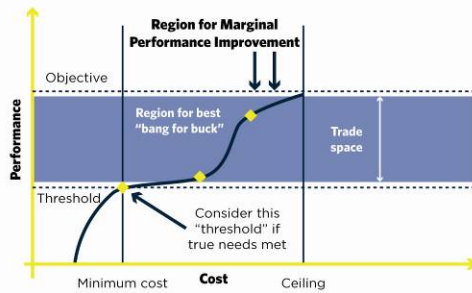 Region for Marginal
Performance Improvement
Objective
Region for best
"bang for buck"
Trade
space
Performance
Threshold
Consider this
"threshold" if
true needs met
Minimum cost
Cost
Ceiling